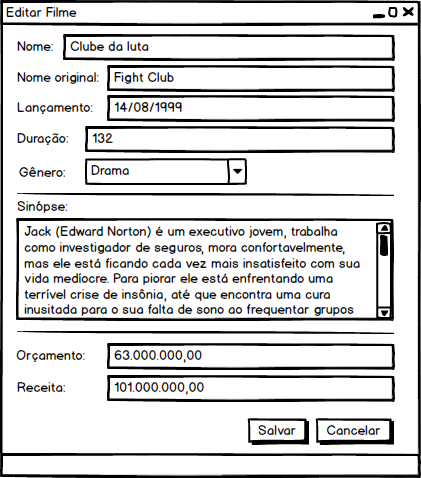 Editar Filme
Nome: Clube da luta
Nome original: Fight Club
Lançamento: 14/08/1999
Duração: 132
Gênero: Drama
Sinópse:
Jack (Edward Norton) é um executivo jovem, trabalha
como investigador de seguros, mora confortavelmente,
mas ele está ficando cada vez mais insatisfeito com sua
vida medíocre. Para piorar ele está enfrentando uma
terrível crise de insônia, até que encontra uma cura
inusitada para o sua falta de sono ao frequentar grupos
Orçamento: 63.000.000,00
Receita: 101.000.000,00
Salvar Cancelar